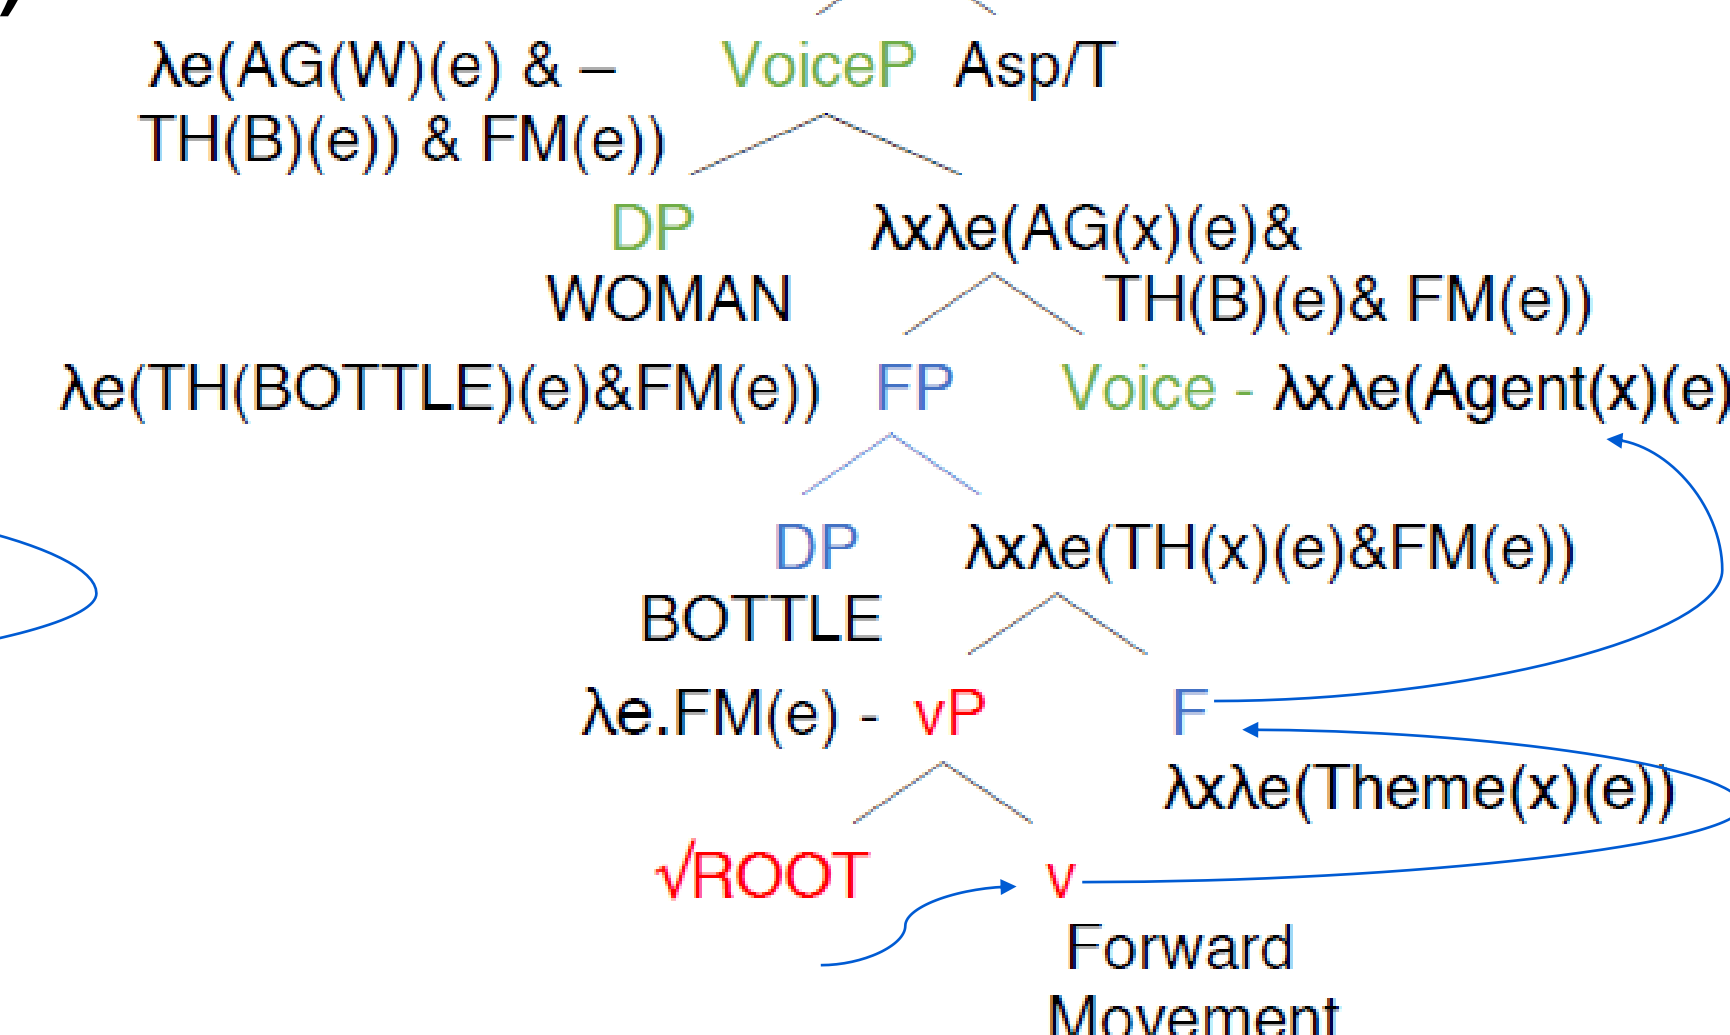 )
λe(AG(W)(e) & – VoiceP Asp/T
TH(B)(e)) & FM(e))
DP λxλe(AG(x)(e)&
WOMAN TH(B)(e)& FM(e))
λe(TH(BOTTLE)(e)&FM(e)) FP Voice - λxλe(Agent(x)(e)
DP λxλe(TH(x)(e)&FM(e))
BOTTLE
λe.FM(e) - vP F
λxλe(Theme(x)(e))
√ROOT v
Forward
Movement